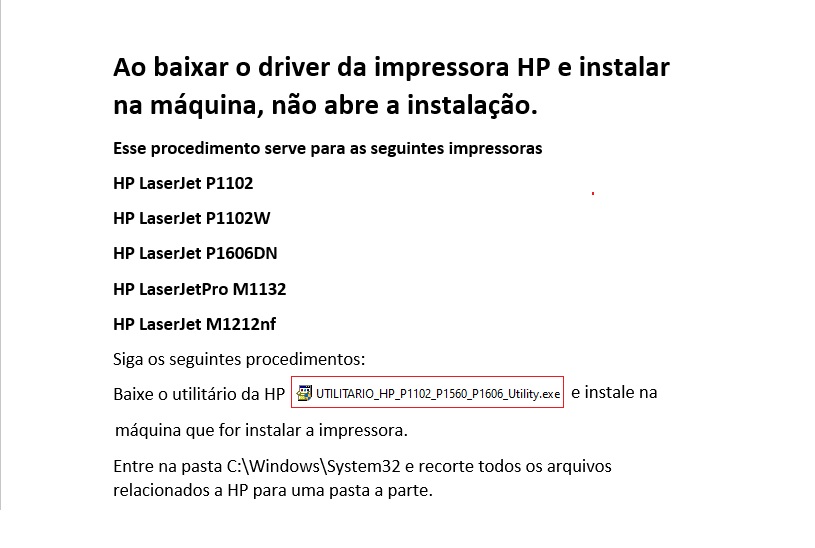 Ao baixar o driver da impressora HP e instalar
na máquina, não abre a instalação.
Esse procedimento serve para as seguintes impressoras
HP LaserJet P1102
HP LaserJet P1102W
HP LaserJet P1606DN
HP LaserJetPro M1132
HP LaserJet M1212nf
Siga os seguintes procedimentos:
Baixe o utilitário da HP UTILITARIO_HP_P1102_P1560_P1606_Utility.exe e instale na
máquina que for instalar a impressora.
Entre na pasta C:\Windows\System32 e recorte todos os arquivos
relacionados a HP para uma pasta a parte.